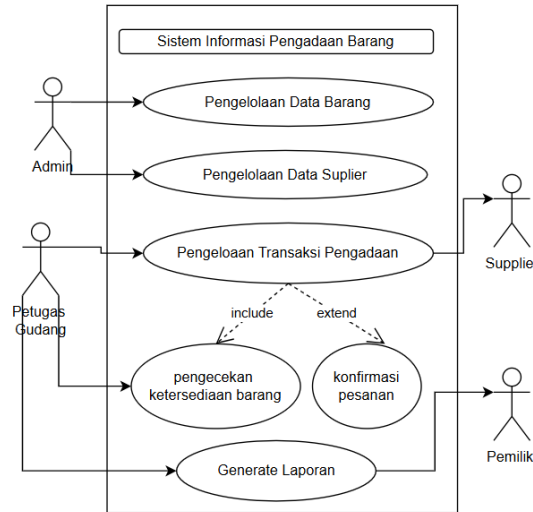 Sistem Informasi Pengadaan Barang
Pengelolaan Data Barang
Admin
Pengelolaan Data Suplier
Pengeloaan Transaksi Pengadaan
Supplie
Petugas
Gudang
include
extend
pengecekan
ketersediaan barang
konfirmasi
pesanan
Generate Laporan
Pemilik